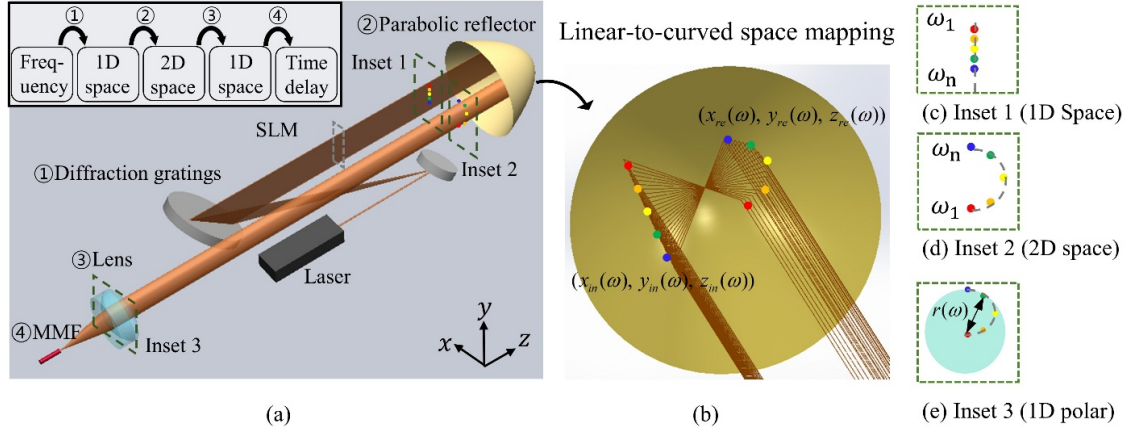 ① ② ③ ④
Freq-
uency
1D
space
2D
space
1D
space
Time
delay
② Parabolic reflector
Inset 1
SLM
Inset 2
①Diffraction gratings
Laser
③Lens
④MMF
Inset 3
y
x
z
(a)
Linear-to-curved space mapping
(x_re(ω), y_re(ω), z_re(ω))
(x_in(ω), y_in(ω), z_in(ω))
(b)
ω₁
ωₙ
(c) Inset 1 (1D Space)
ωₙ
ω₁
(d) Inset 2 (2D space)
r(ω)
(e) Inset 3 (1D polar)